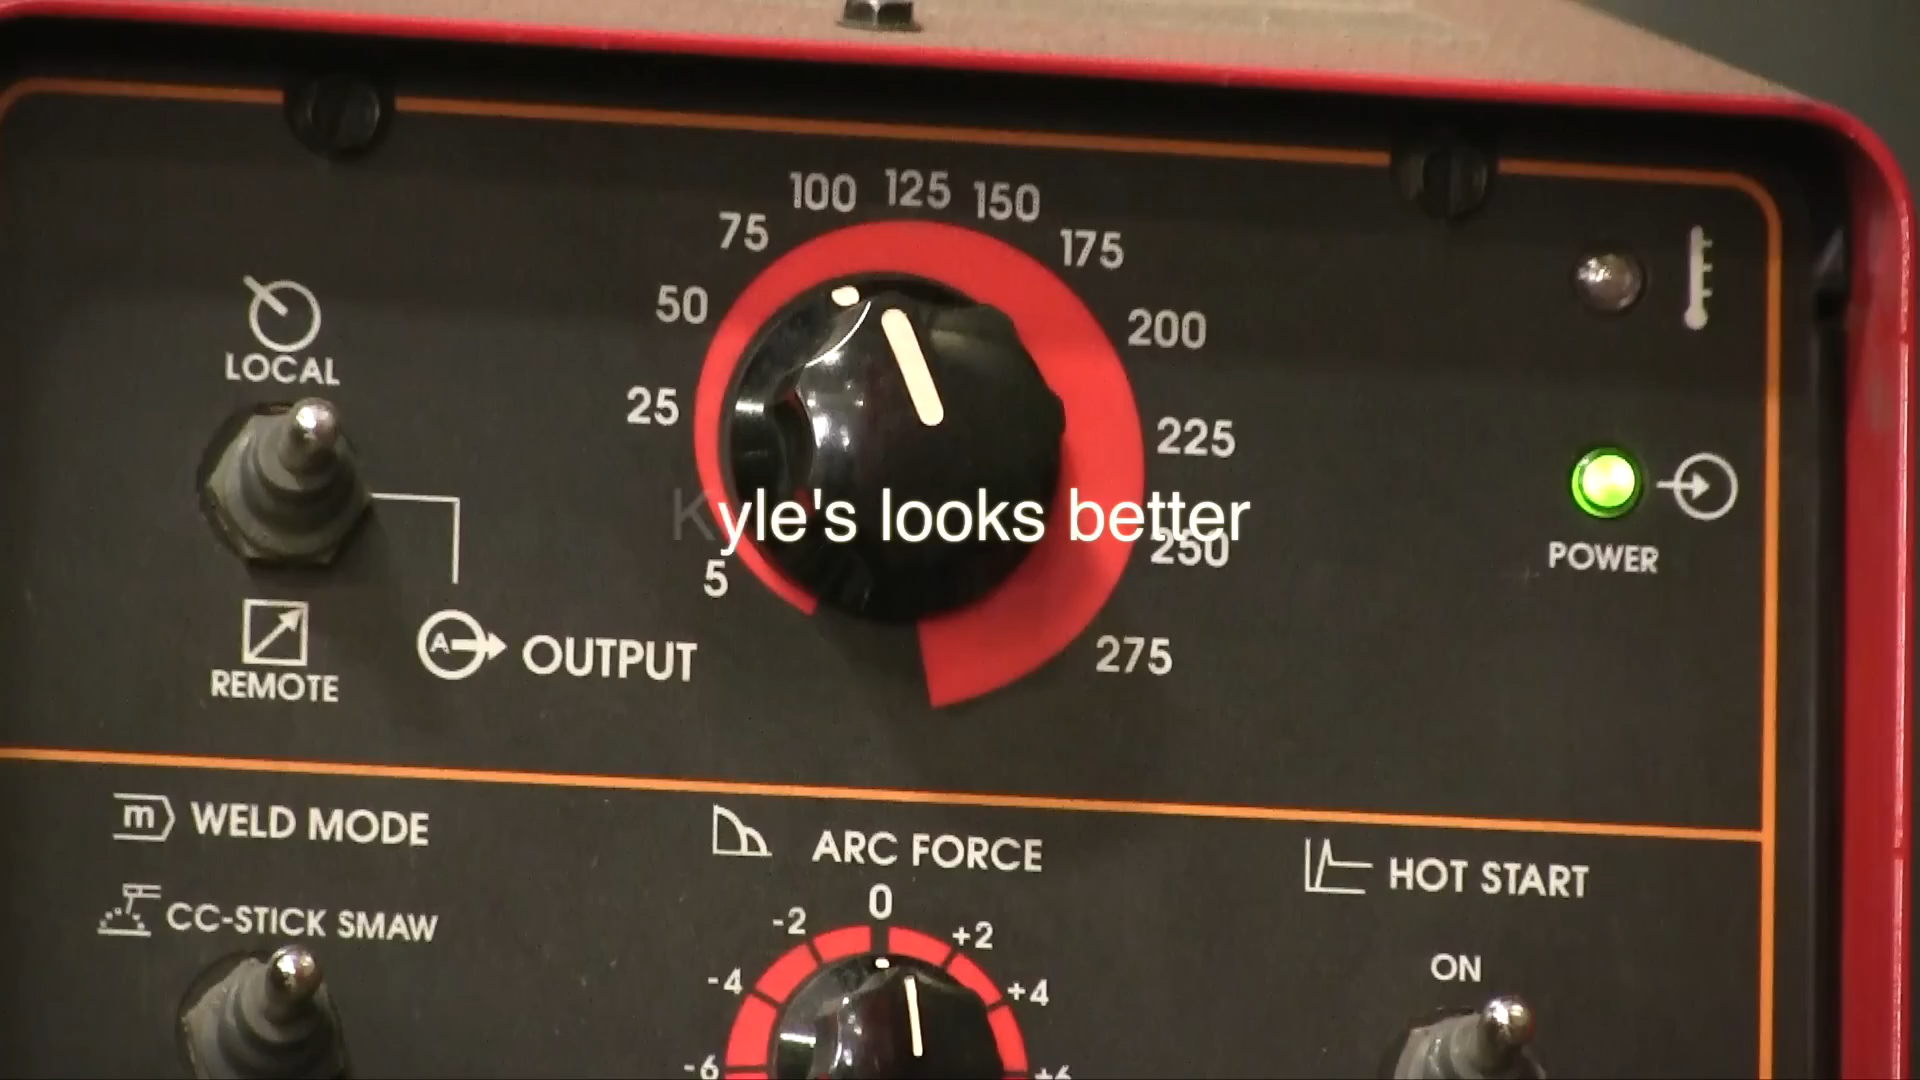 100 125 150
75 175
50 200
25 225
LOCAL
Kyle's looks better
250
5
POWER
275
A OUTPUT
REMOTE
m WELD MODE
ARC FORCE
HOT START
CC-STICK SMAW
0
-2 +2
-4 +4
-6 +6
ON